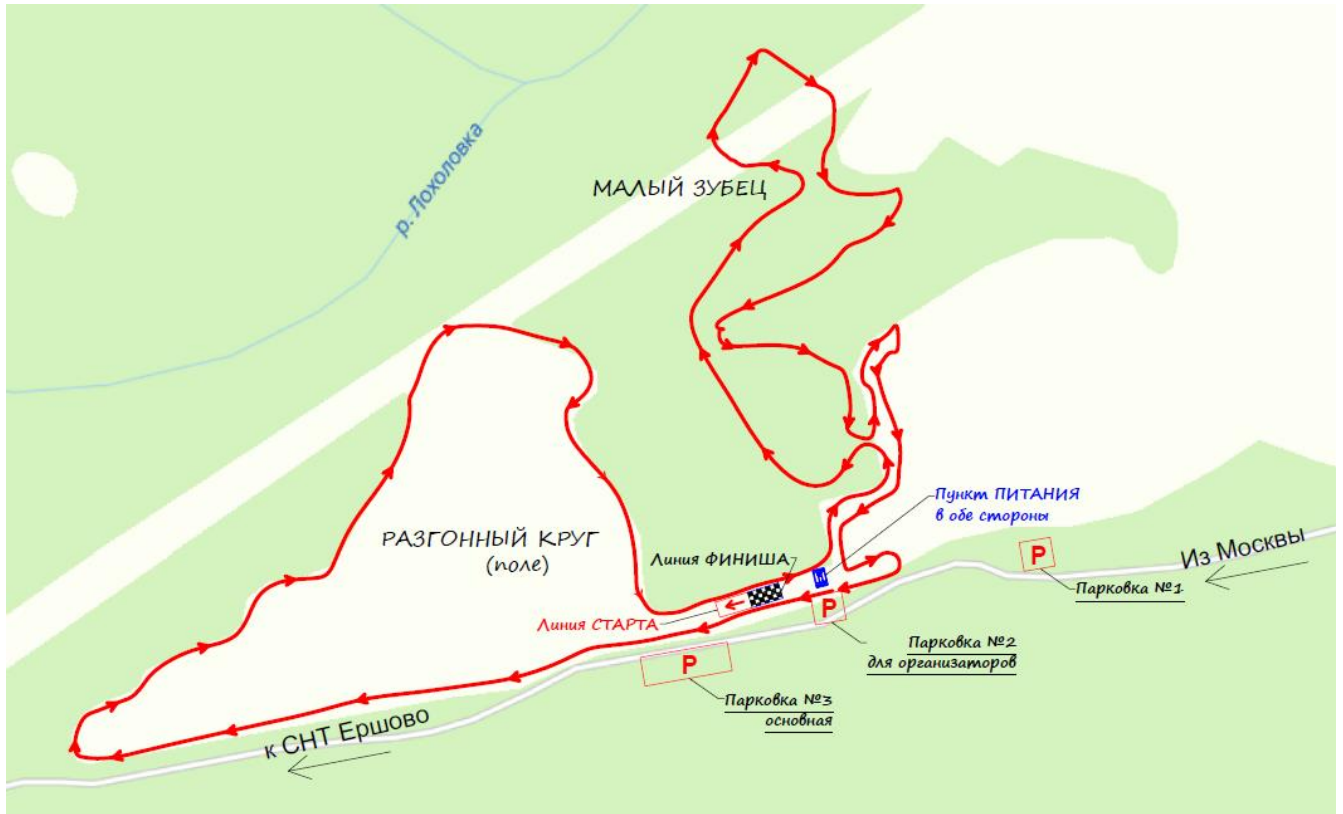 р. Лохоловка
МАЛЫЙ ЗУБЕЦ
РАЗГОННЫЙ КРУГ
(поле)
Пункт ПИТАНИЯ
в обе стороны
Линия ФИНИША
Из Москвы
P
Парковка №1
Линия СТАРТА
P
Парковка №2
для организаторов
P
Парковка №3
основная
к СНТ Ершово